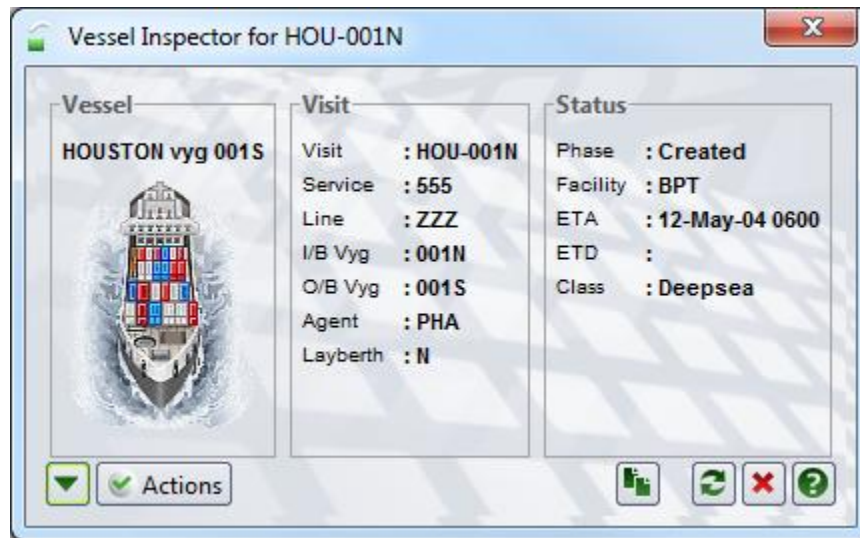 Vessel Inspector for HOU-001N
Vessel
HOUSTON vyg 001S
Visit
Visit : HOU-001N
Service : 555
Line : ZZZ
I/B Vyg : 001N
O/B Vyg : 001S
Agent : PHA
Layberth : N
Status
Phase : Created
Facility : BPT
ETA : 12-May-04 0600
ETD :
Class : Deepsea
Actions